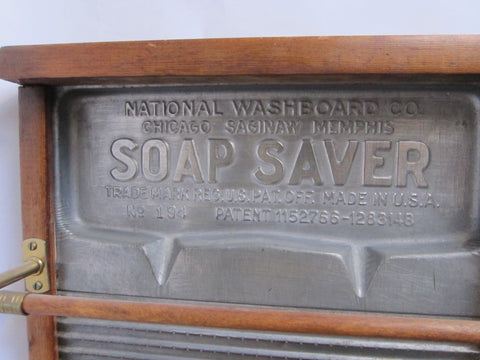 NATIONAL WASHBOARD CO.
CHICAGO SAGINAW MEMPHIS
SOAP SAVER
TRADE MARK REG. U.S. PAT. OFF. MADE IN U.S.A.
No 194 PATENT 1152766-1283148